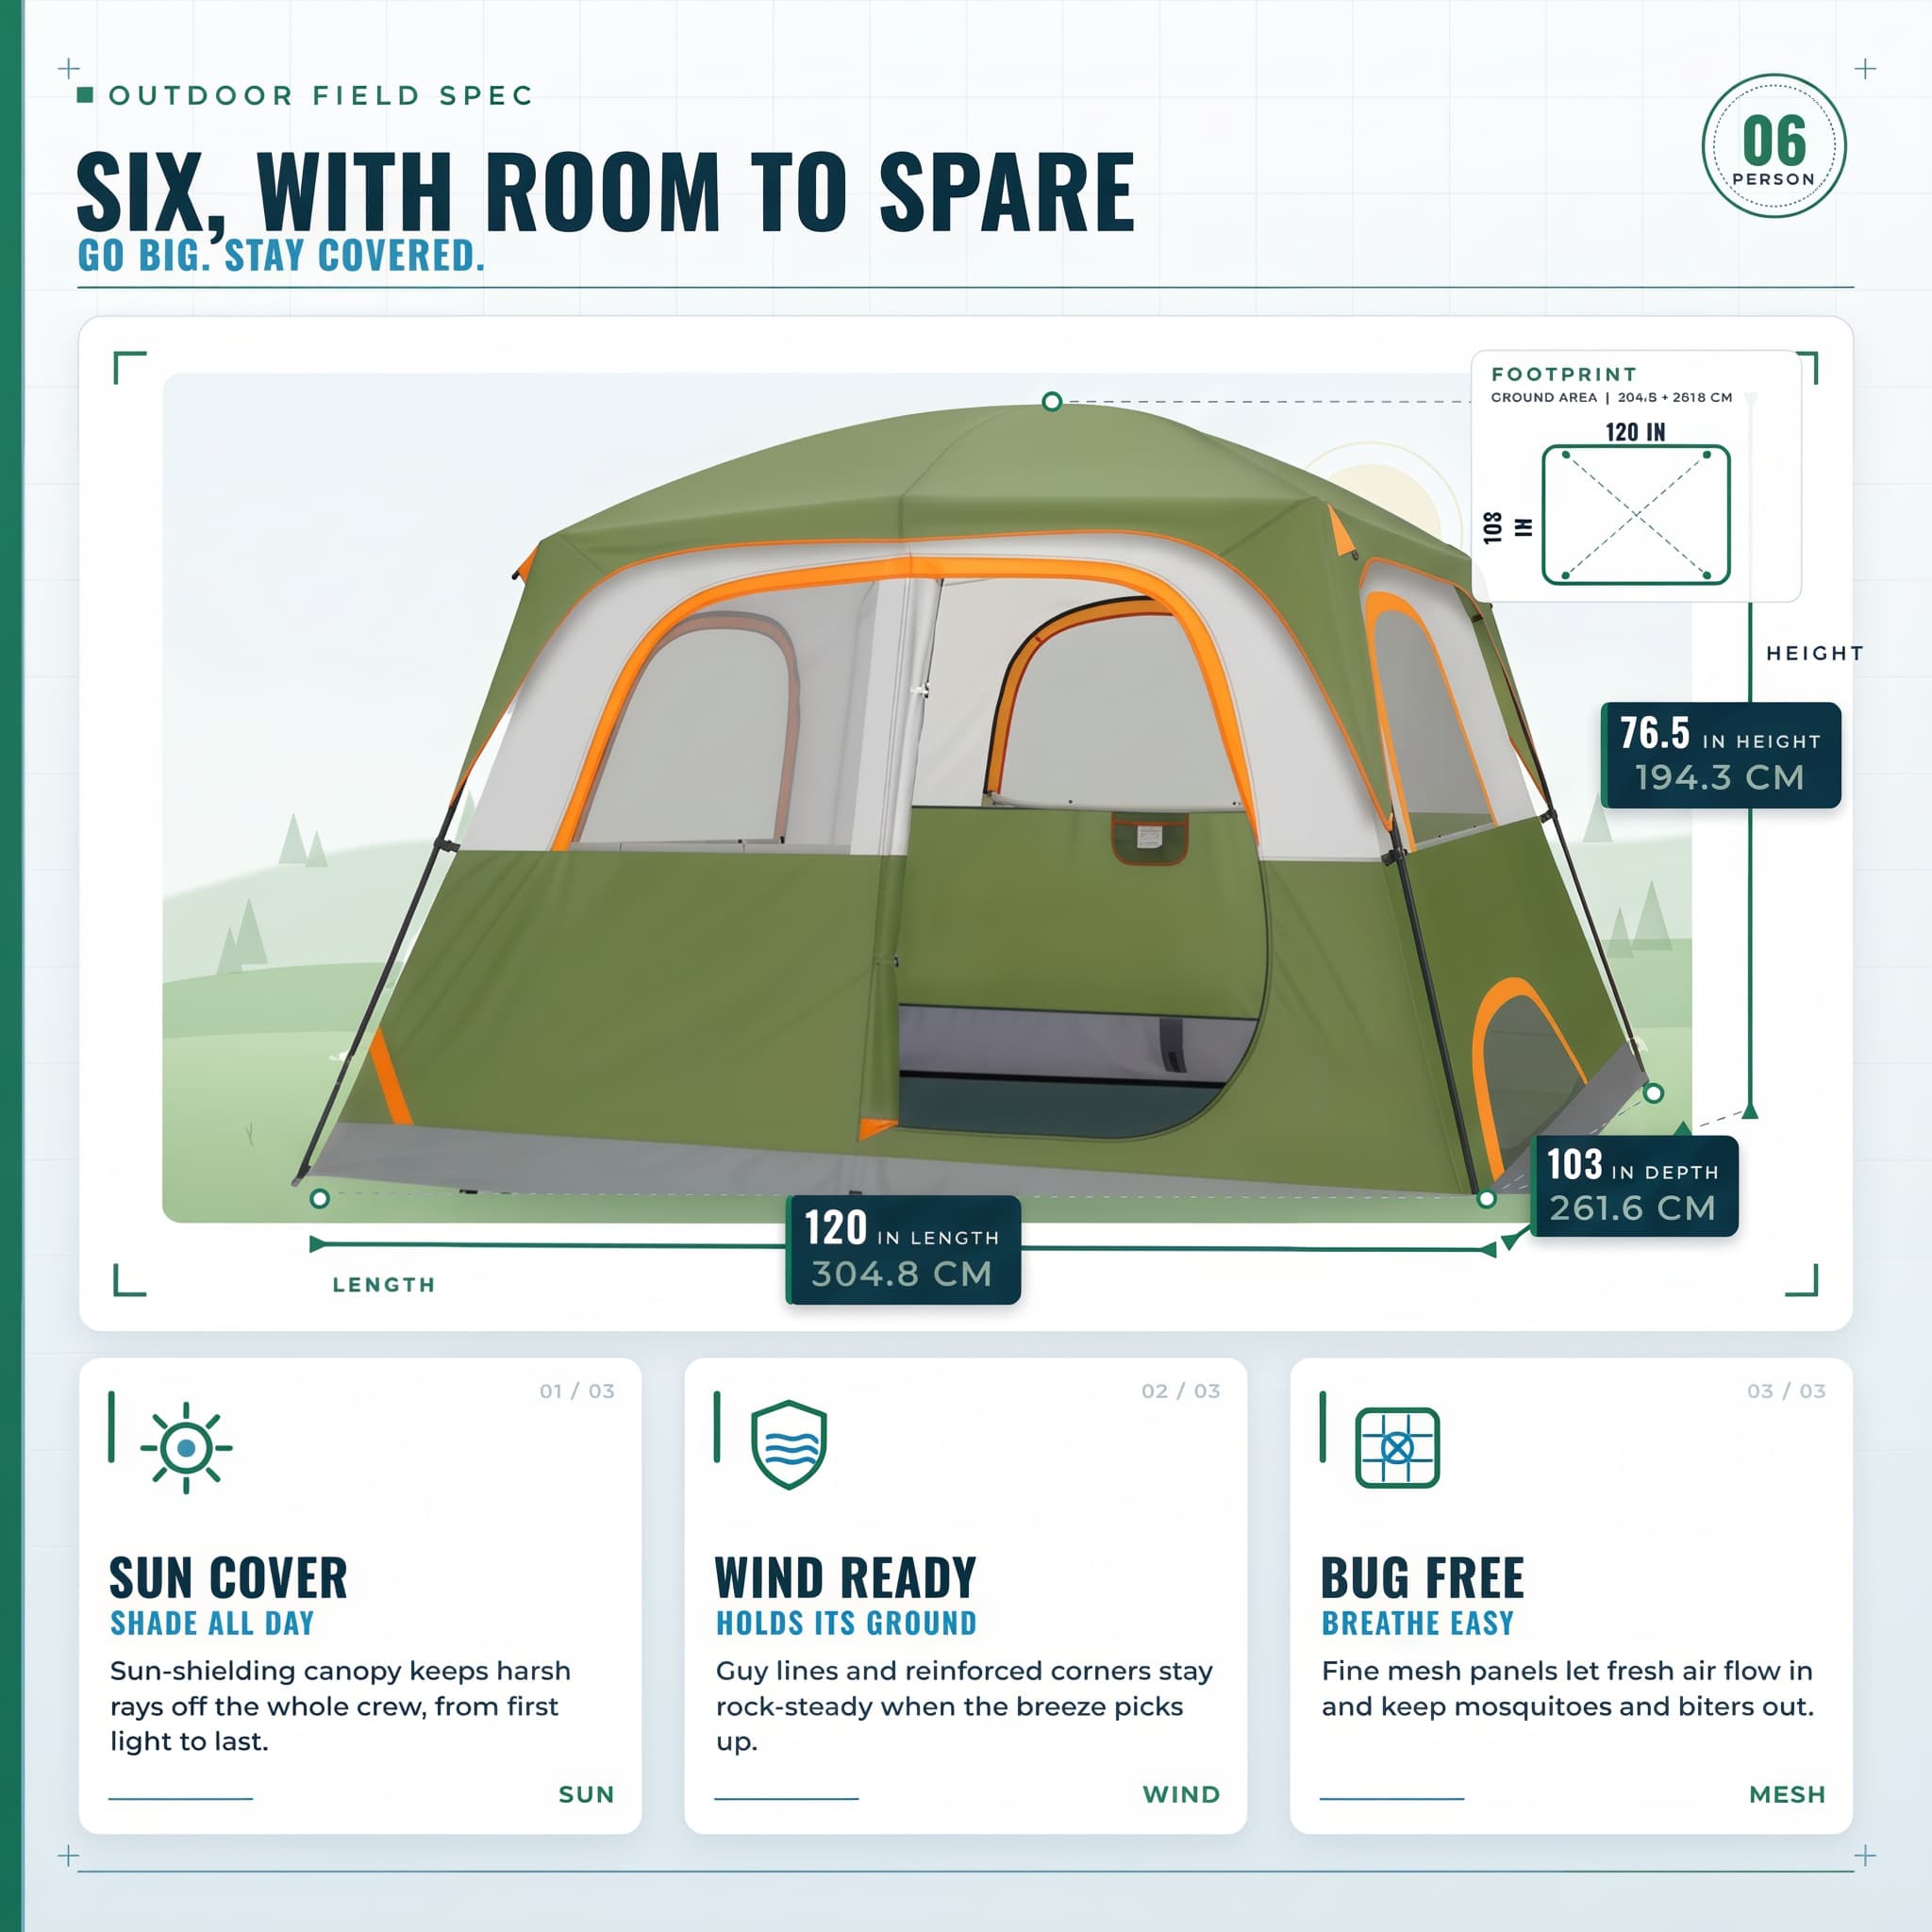 OUTDOOR FIELD SPEC
SIX, WITH ROOM TO SPARE
GO BIG. STAY COVERED.
06
PERSON
FOOTPRINT
GROUND AREA | 204.5 + 2618 CM
120 IN
108
IN
HEIGHT
76.5 IN HEIGHT
194.3 CM
103 IN DEPTH
261.6 CM
120 IN LENGTH
304.8 CM
LENGTH
01 / 03
SUN COVER
SHADE ALL DAY
Sun-shielding canopy keeps harsh
rays off the whole crew, from first
light to last.
SUN
02 / 03
WIND READY
HOLDS ITS GROUND
Guy lines and reinforced corners stay
rock-steady when the breeze picks
up.
WIND
03 / 03
BUG FREE
BREATHE EASY
Fine mesh panels let fresh air flow in
and keep mosquitoes and biters out.
MESH